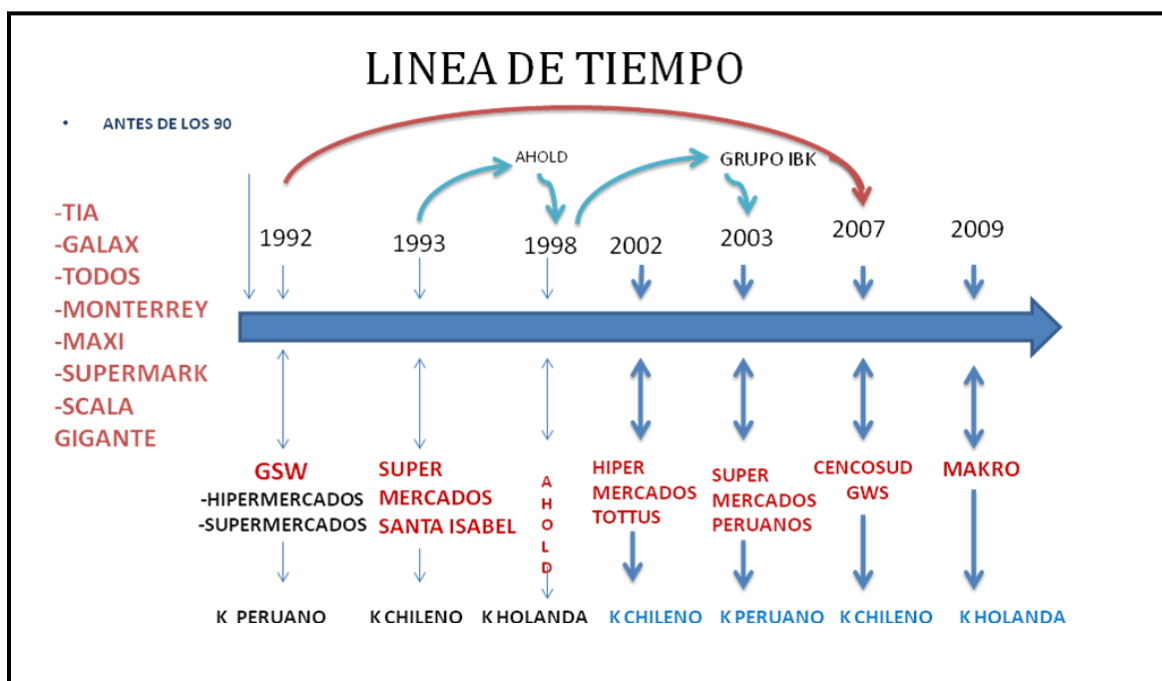 LINEA DE TIEMPO
• ANTES DE LOS 90
AHOLD
GRUPO IBK
-TIA
-GALAX
-TODOS
-MONTERREY
-MAXI
-SUPERMARK
-SCALA
GIGANTE
1992
1993
1998
2002
2003
2007
2009
GSW
-HIPERMERCADOS
-SUPERMERCADOS
SUPER
MERCADOS
SANTA ISABEL
AHOLD
HIPER
MERCADOS
TOTTUS
SUPER
MERCADOS
PERUANOS
CENCOSUD
GWS
MAKRO
K PERUANO
K CHILENO
K HOLANDA
K CHILENO
K PERUANO
K CHILENO
K HOLANDA